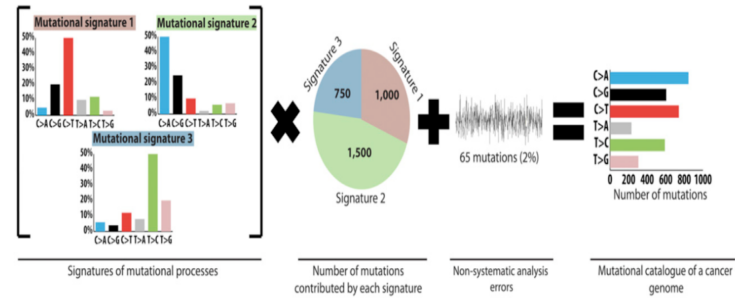 Mutational signature 1
50%
40%
30%
20%
10%
0%
C>A C>G C>T T>A T>C T>G
Mutational signature 2
50%
40%
30%
20%
10%
0%
C>A C>G C>T T>A T>C T>G
Mutational signature 3
50%
40%
30%
20%
10%
0%
C>A C>G C>T T>A T>C T>G
Signature 3
Signature 1
750
1,000
1,500
Signature 2
65 mutations (2%)
C>A
C>G
C>T
T>A
T>C
T>G
0 200 400 600 800 1000
Number of mutations
Signatures of mutational processes
Number of mutations
contributed by each signature
Non-systematic analysis
errors
Mutational catalogue of a cancer
genome